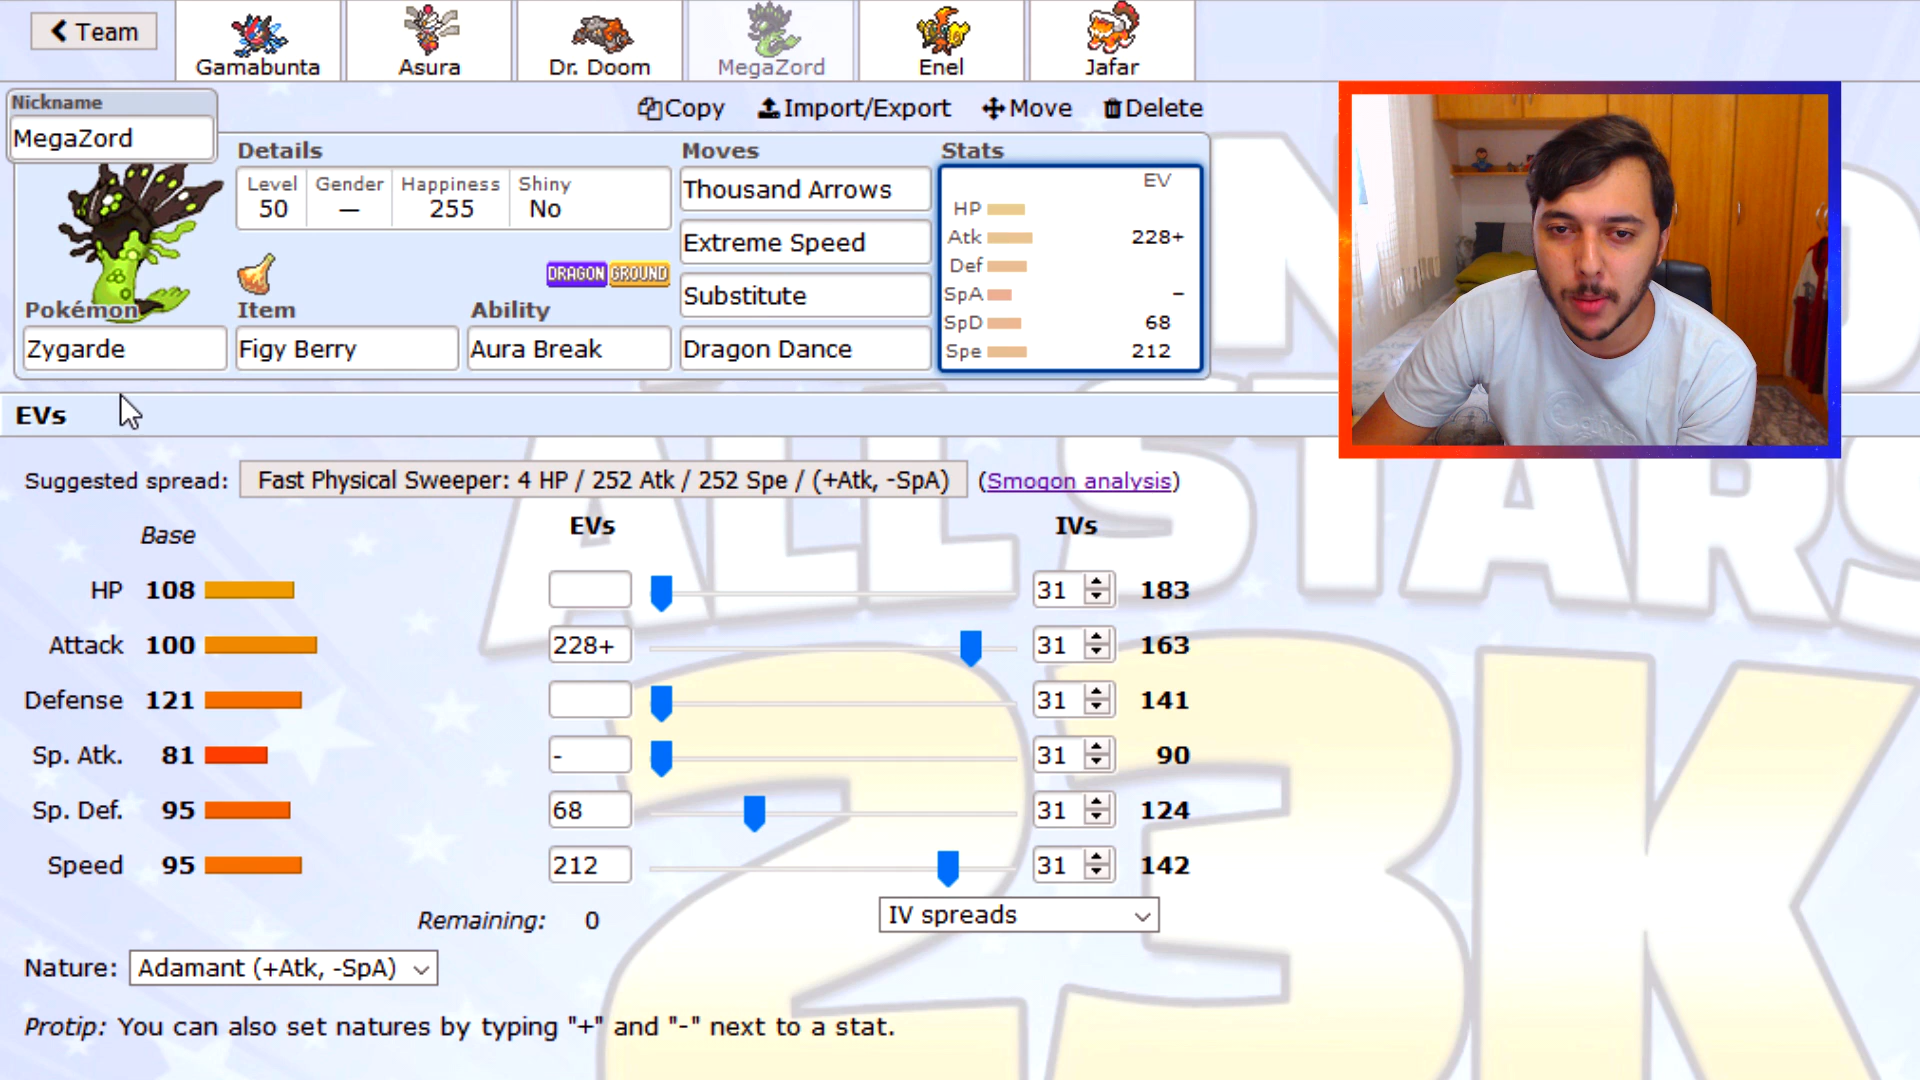 Team
Gamabunta
Asura
Dr. Doom
MegaZord
Enel
Jafar
Nickname
MegaZord
Copy Import/Export Move Delete
Details
Level Gender Happiness Shiny
50 — 255 No
DRAGON GROUND
Pokémon
Zygarde
Item
Figy Berry
Ability
Aura Break
Moves
Thousand Arrows
Extreme Speed
Substitute
Dragon Dance
Stats
EV
HP
Atk 228+
Def
SpA –
SpD 68
Spe 212
EVs
Suggested spread: Fast Physical Sweeper: 4 HP / 252 Atk / 252 Spe / (+Atk, -SpA) (Smogon analysis)
Base EVs IVs
HP 108 31 183
Attack 100 228+ 31 163
Defense 121 31 141
Sp. Atk. 81 - 31 90
Sp. Def. 95 68 31 124
Speed 95 212 31 142
Remaining: 0
IV spreads
Nature: Adamant (+Atk, -SpA)
Protip: You can also set natures by typing "+" and "-" next to a stat.
ALL STARS
23K